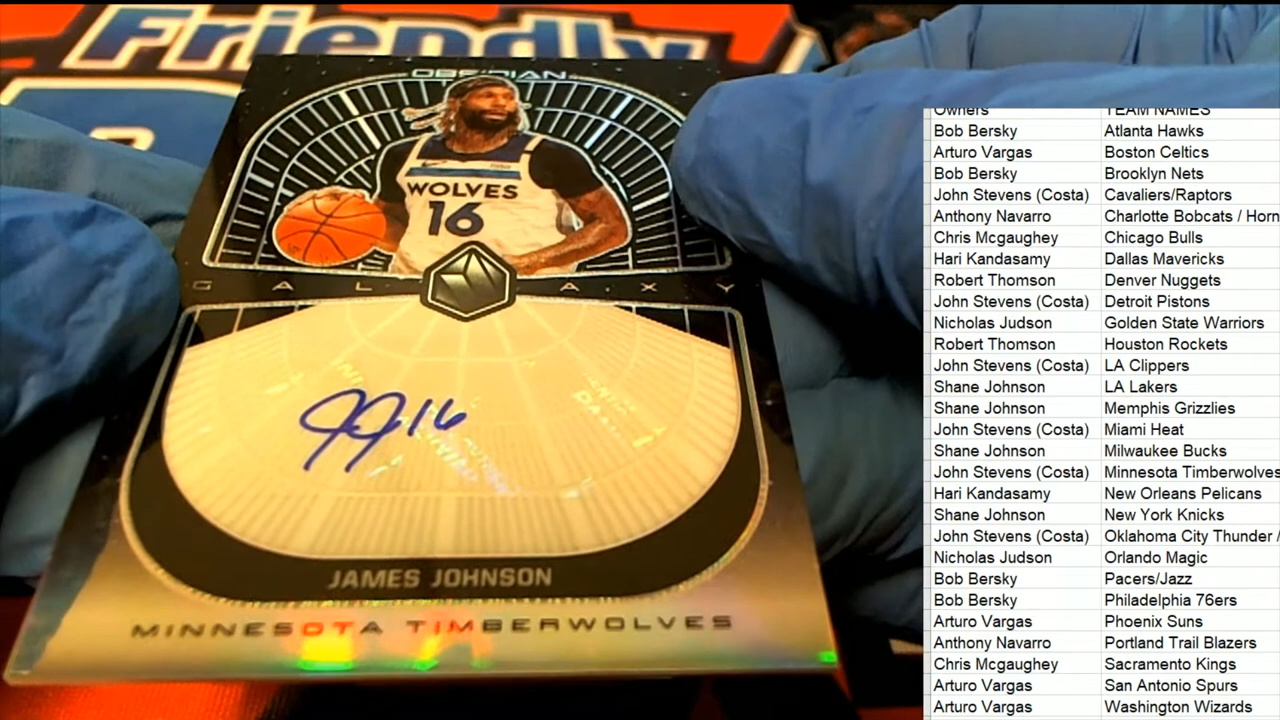 Friendly
OBSIDIAN
WOLVES
16
GALAXY
JJ 16
JAMES JOHNSON
MINNESOTA TIMBERWOLVES
Owners TEAM NAMES
Bob Bersky Atlanta Hawks
Arturo Vargas Boston Celtics
Bob Bersky Brooklyn Nets
John Stevens (Costa) Cavaliers/Raptors
Anthony Navarro Charlotte Bobcats / Horn
Chris Mcgaughey Chicago Bulls
Hari Kandasamy Dallas Mavericks
Robert Thomson Denver Nuggets
John Stevens (Costa) Detroit Pistons
Nicholas Judson Golden State Warriors
Robert Thomson Houston Rockets
John Stevens (Costa) LA Clippers
Shane Johnson LA Lakers
Shane Johnson Memphis Grizzlies
John Stevens (Costa) Miami Heat
Shane Johnson Milwaukee Bucks
John Stevens (Costa) Minnesota Timberwolves
Hari Kandasamy New Orleans Pelicans
Shane Johnson New York Knicks
John Stevens (Costa) Oklahoma City Thunder /
Nicholas Judson Orlando Magic
Bob Bersky Pacers/Jazz
Bob Bersky Philadelphia 76ers
Arturo Vargas Phoenix Suns
Anthony Navarro Portland Trail Blazers
Chris Mcgaughey Sacramento Kings
Arturo Vargas San Antonio Spurs
Arturo Vargas Washington Wizards